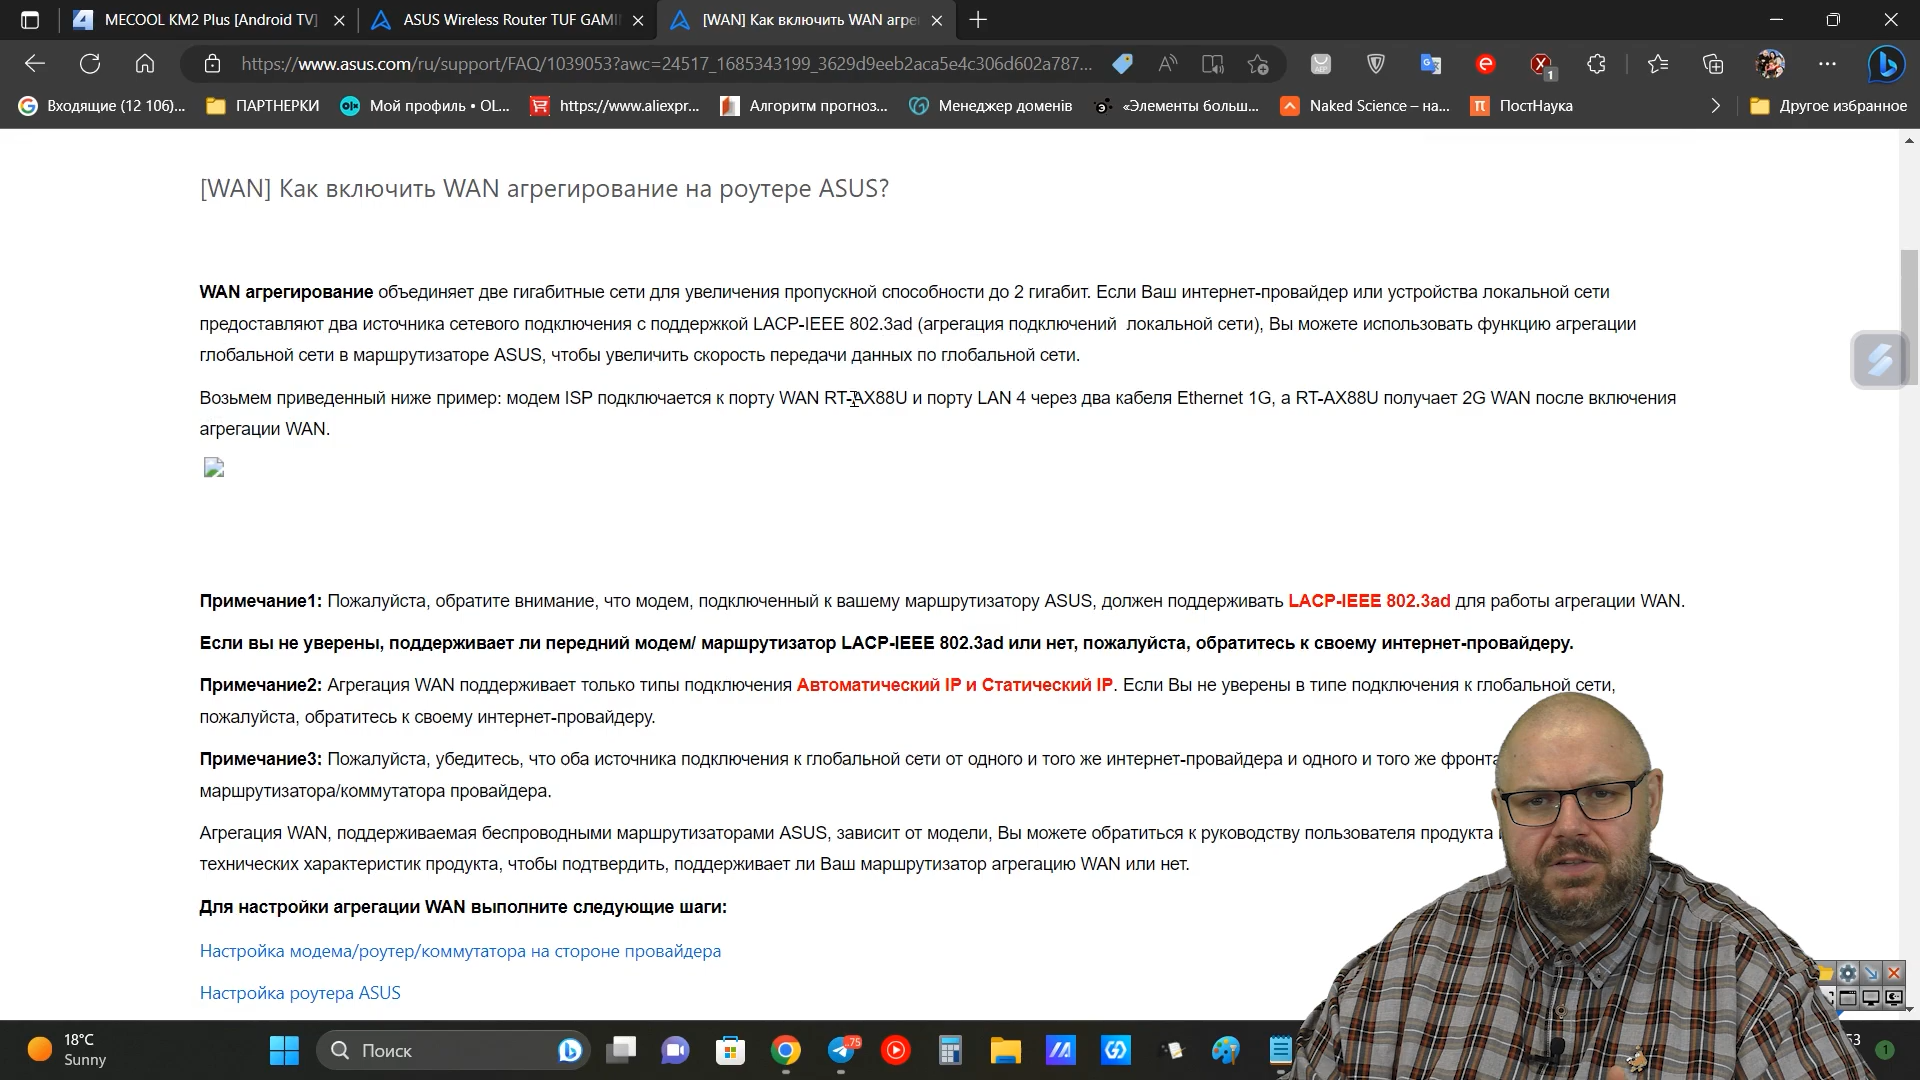 MECOOL KM2 Plus [Android TV]
ASUS Wireless Router TUF GAMI
[WAN] Как включить WAN агре
https://www.asus.com/ru/support/FAQ/1039053?awc=24517_1685343199_3629d9eeb2aca5e4c306d602a787...
1
Входящие (12 106)...
ПАРТНЕРКИ
Мой профиль • OL...
https://www.aliexpr...
Алгоритм прогноз...
Менеджер доменів
«Элементы больш...
Naked Science – на...
ПостНаука
Другое избранное
[WAN] Как включить WAN агрегирование на роутере ASUS?
WAN агрегирование объединяет две гигабитные сети для увеличения пропускной способности до 2 гигабит. Если Ваш интернет-провайдер или устройства локальной сети
предоставляют два источника сетевого подключения с поддержкой LACP-IEEE 802.3ad (агрегация подключений локальной сети), Вы можете использовать функцию агрегации
глобальной сети в маршрутизаторе ASUS, чтобы увеличить скорость передачи данных по глобальной сети.
Возьмем приведенный ниже пример: модем ISP подключается к порту WAN RT-AX88U и порту LAN 4 через два кабеля Ethernet 1G, а RT-AX88U получает 2G WAN после включения
агрегации WAN.
Примечание1: Пожалуйста, обратите внимание, что модем, подключенный к вашему маршрутизатору ASUS, должен поддерживать LACP-IEEE 802.3ad для работы агрегации WAN.
Если вы не уверены, поддерживает ли передний модем/ маршрутизатор LACP-IEEE 802.3ad или нет, пожалуйста, обратитесь к своему интернет-провайдеру.
Примечание2: Агрегация WAN поддерживает только типы подключения Автоматический IP и Статический IP. Если Вы не уверены в типе подключения к глобальной сети,
пожалуйста, обратитесь к своему интернет-провайдеру.
Примечание3: Пожалуйста, убедитесь, что оба источника подключения к глобальной сети от одного и того же интернет-провайдера и одного и того же фронта
маршрутизатора/коммутатора провайдера.
Агрегация WAN, поддерживаемая беспроводными маршрутизаторами ASUS, зависит от модели, Вы можете обратиться к руководству пользователя продукта
технических характеристик продукта, чтобы подтвердить, поддерживает ли Ваш маршрутизатор агрегацию WAN или нет.
Для настройки агрегации WAN выполните следующие шаги:
Настройка модема/роутер/коммутатора на стороне провайдера
Настройка роутера ASUS
18°C
Sunny
Поиск
75
53
1